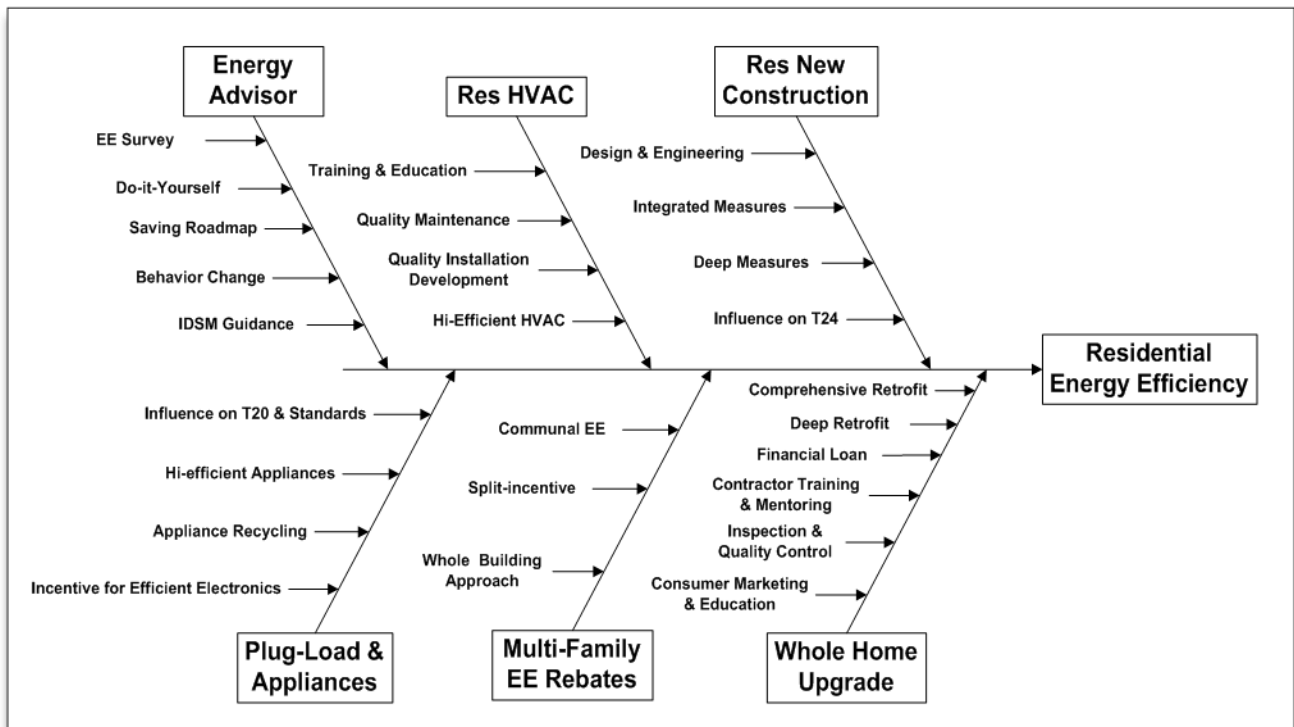 Energy
Advisor
Res HVAC
Res New
Construction
EE Survey
Do-it-Yourself
Saving Roadmap
Behavior Change
IDSM Guidance
Training & Education
Quality Maintenance
Quality Installation
Development
Hi-Efficient HVAC
Design & Engineering
Integrated Measures
Deep Measures
Influence on T24
Residential
Energy Efficiency
Influence on T20 & Standards
Hi-efficient Appliances
Appliance Recycling
Incentive for Efficient Electronics
Communal EE
Split-incentive
Whole Building
Approach
Comprehensive Retrofit
Deep Retrofit
Financial Loan
Contractor Training
& Mentoring
Inspection &
Quality Control
Consumer Marketing
& Education
Plug-Load &
Appliances
Multi-Family
EE Rebates
Whole Home
Upgrade